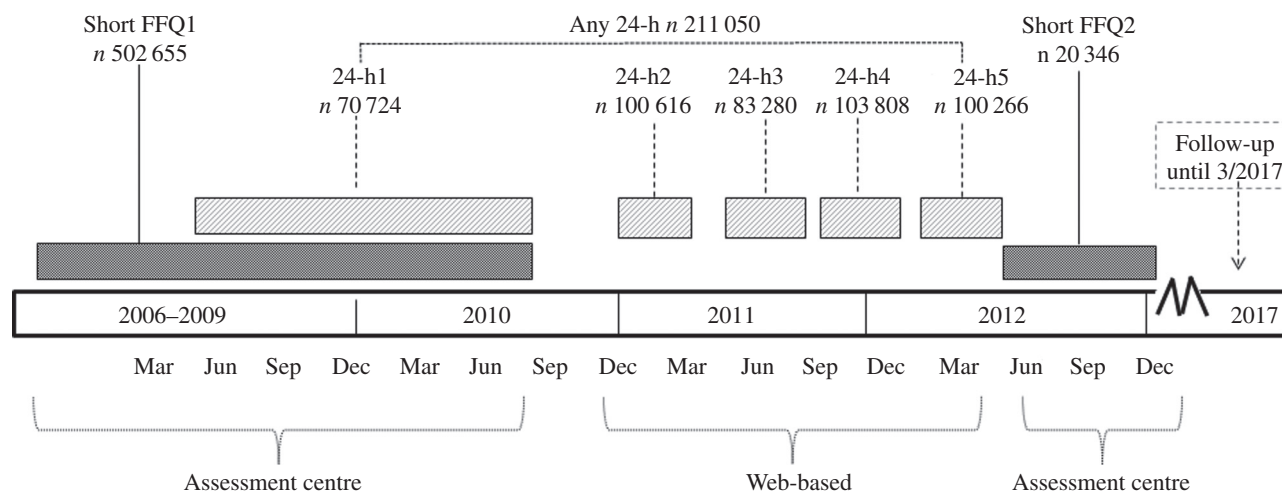 Short FFQ1
n 502 655
Any 24-h n 211 050
Short FFQ2
n 20 346
24-h1
n 70 724
24-h2
n 100 616
24-h3
n 83 280
24-h4
n 103 808
24-h5
n 100 266
Follow-up
until 3/2017
2006–2009 2010 2011 2012 2017
Mar Jun Sep Dec Mar Jun Sep Dec Mar Jun Sep Dec Mar Jun Sep Dec
Assessment centre Web-based Assessment centre